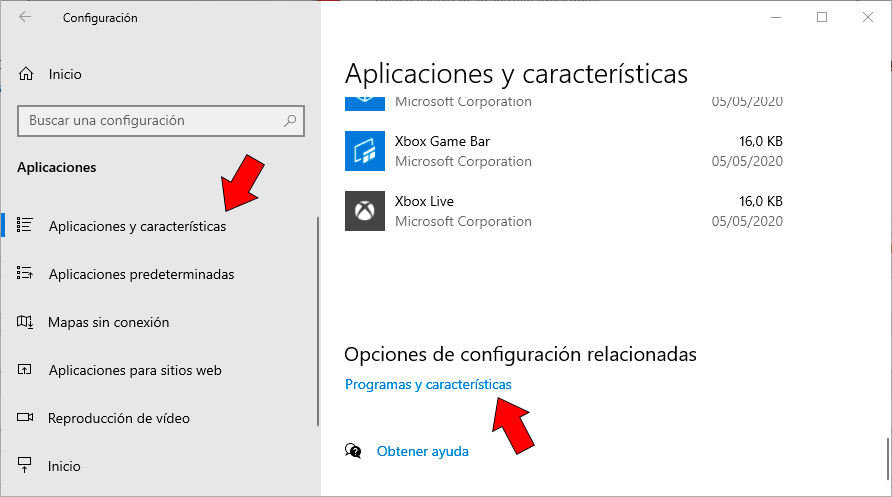 Configuración
Inicio
Buscar una configuración
Aplicaciones
Aplicaciones y características
Aplicaciones predeterminadas
Mapas sin conexión
Aplicaciones para sitios web
Reproducción de vídeo
Inicio
Aplicaciones y características
Microsoft Corporation 05/05/2020
Xbox Game Bar 16,0 KB
Microsoft Corporation 05/05/2020
Xbox Live 16,0 KB
Microsoft Corporation 05/05/2020
Opciones de configuración relacionadas
Programas y características
Obtener ayuda